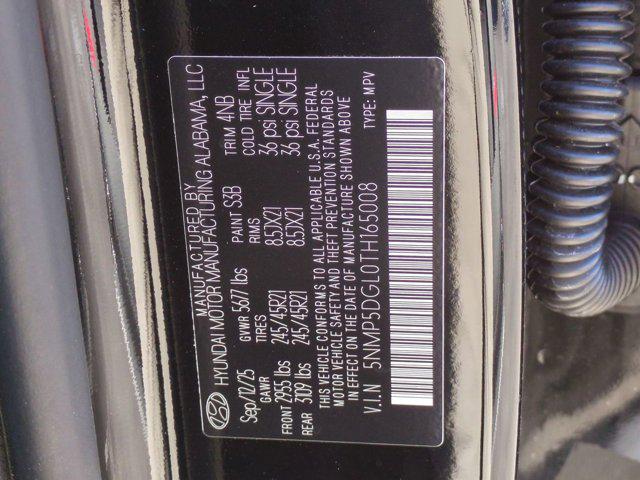 MANUFACTURED BY
HYUNDAI MOTOR MANUFACTURING ALABAMA, LLC
Sep/12/25 GVWR 5677 lbs PAINT S3B TRIM 4NB
GAWR TIRES RIMS COLD TIRE INFL
FRONT 2955 lbs 245/45R21 8.5JX21 36 psi SINGLE
REAR 3109 lbs 245/45R21 8.5JX21 36 psi SINGLE
THIS VEHICLE CONFORMS TO ALL APPLICABLE U.S.A. FEDERAL
MOTOR VEHICLE SAFETY AND THEFT PREVENTION STANDARDS
IN EFFECT ON THE DATE OF MANUFACTURE SHOWN ABOVE
V.I.N 5NMP5DGL0TH165008 TYPE: MPV